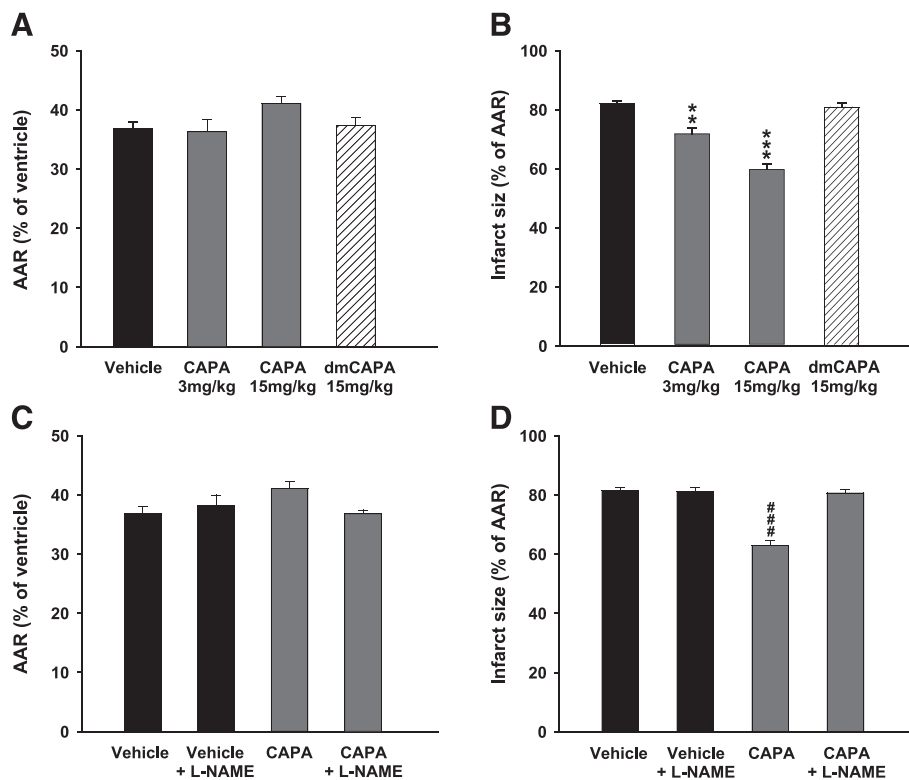 A
50
40
30
20
10
0
AAR (% of ventricle)
Vehicle
CAPA
3mg/kg
CAPA
15mg/kg
dmCAPA
15mg/kg
B
100
80
60
40
20
0
Infarct siz (% of AAR)
**
***
Vehicle
CAPA
3mg/kg
CAPA
15mg/kg
dmCAPA
15mg/kg
C
50
40
30
20
10
0
AAR (% of ventricle)
Vehicle
Vehicle
+ L-NAME
CAPA
CAPA
+ L-NAME
D
100
80
60
40
20
0
Infarct size (% of AAR)
###
Vehicle
Vehicle
+ L-NAME
CAPA
CAPA
+ L-NAME